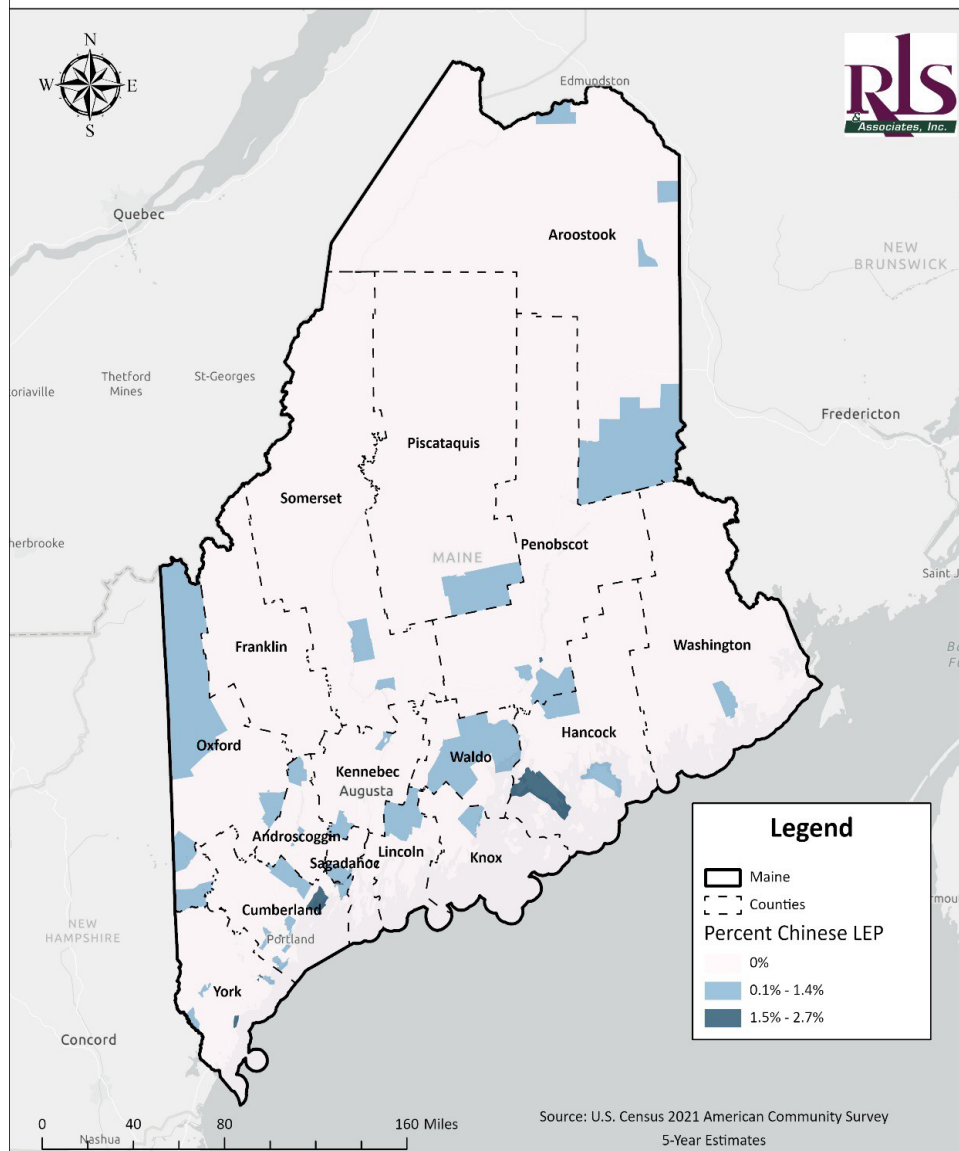 N
W E
S
Edmundston
RLS
& Associates, Inc.
Quebec
Aroostook
NEW
BRUNSWICK
Thetford
Mines
St-Georges
oriaville
Fredericton
Piscataquis
Somerset
herbrooke
MAINE
Penobscot
Saint J
Franklin
Washington
Oxford
Hancock
Waldo
Kennebec
Augusta
Androscoggin
Lincoln
Knox
Sagadahoc
Cumberland
Portland
NEW
HAMPSHIRE
York
Concord
Nashua
Legend
Maine
Counties
Percent Chinese LEP
0%
0.1% - 1.4%
1.5% - 2.7%
0 40 80 160 Miles
Source: U.S. Census 2021 American Community Survey
5-Year Estimates